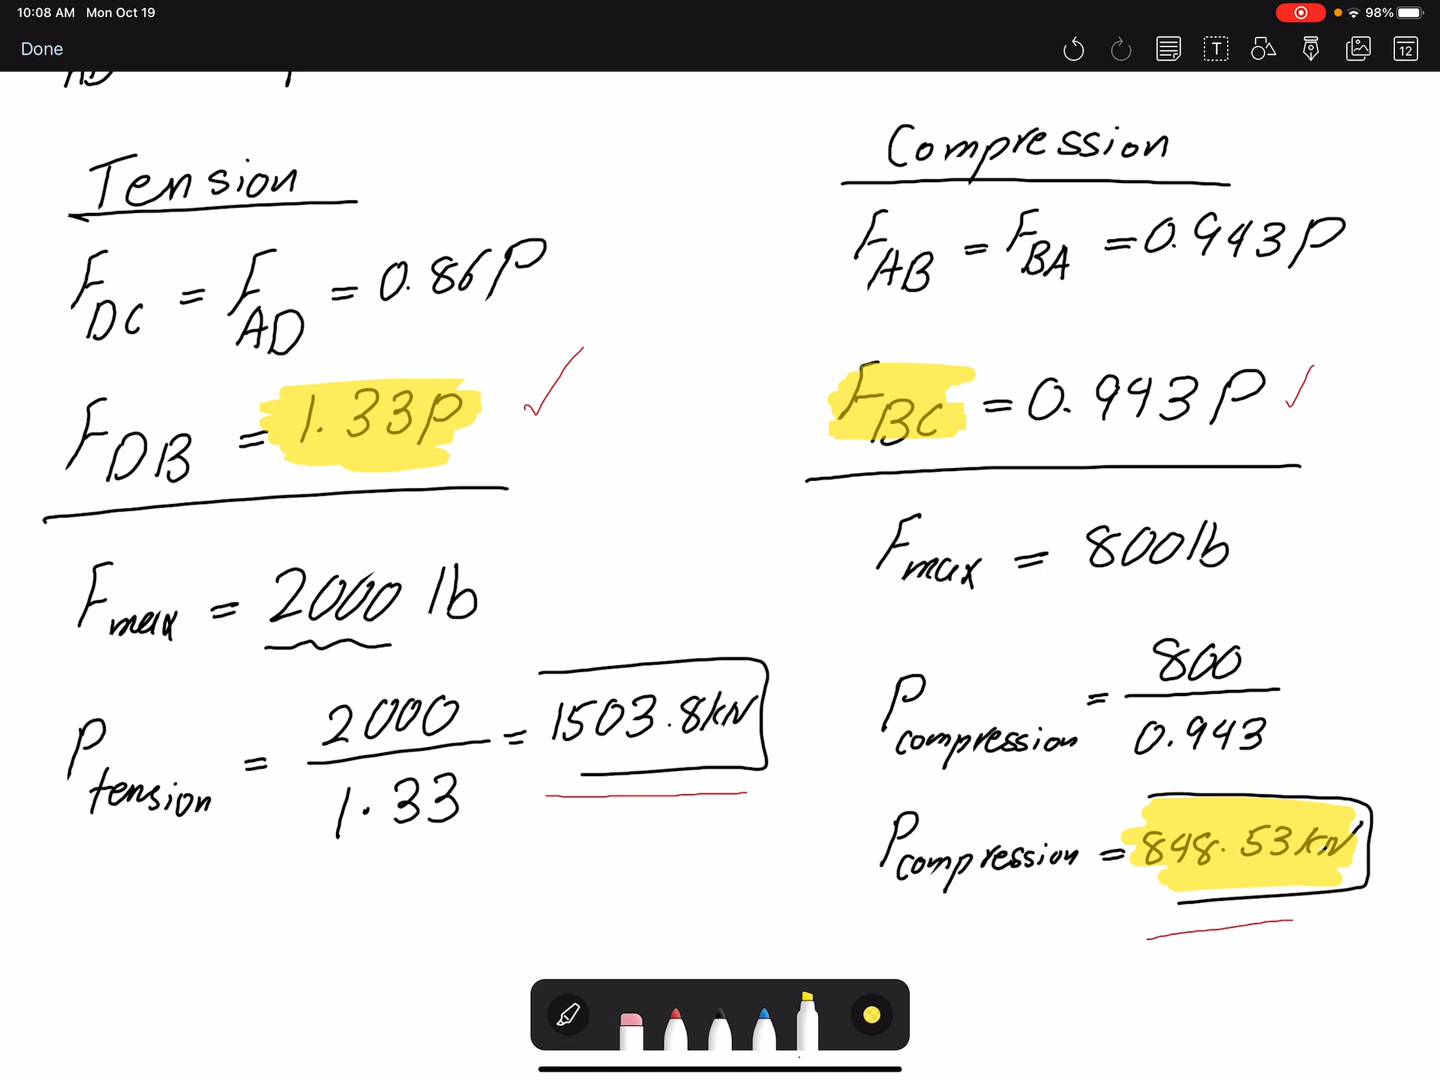 10:08 AM Mon Oct 19
98%
Done
T
12
AD
Tension
F_DC = F_AD = 0.86P
F_DB = 1.33P
F_max = 2000 lb
P_tension = 2000/1.33 = 1503.8kN
Compression
F_AB = F_BA = 0.943P
F_BC = 0.943P
F_max = 800lb
P_compression = 800/0.943
P_compression = 848.53kN